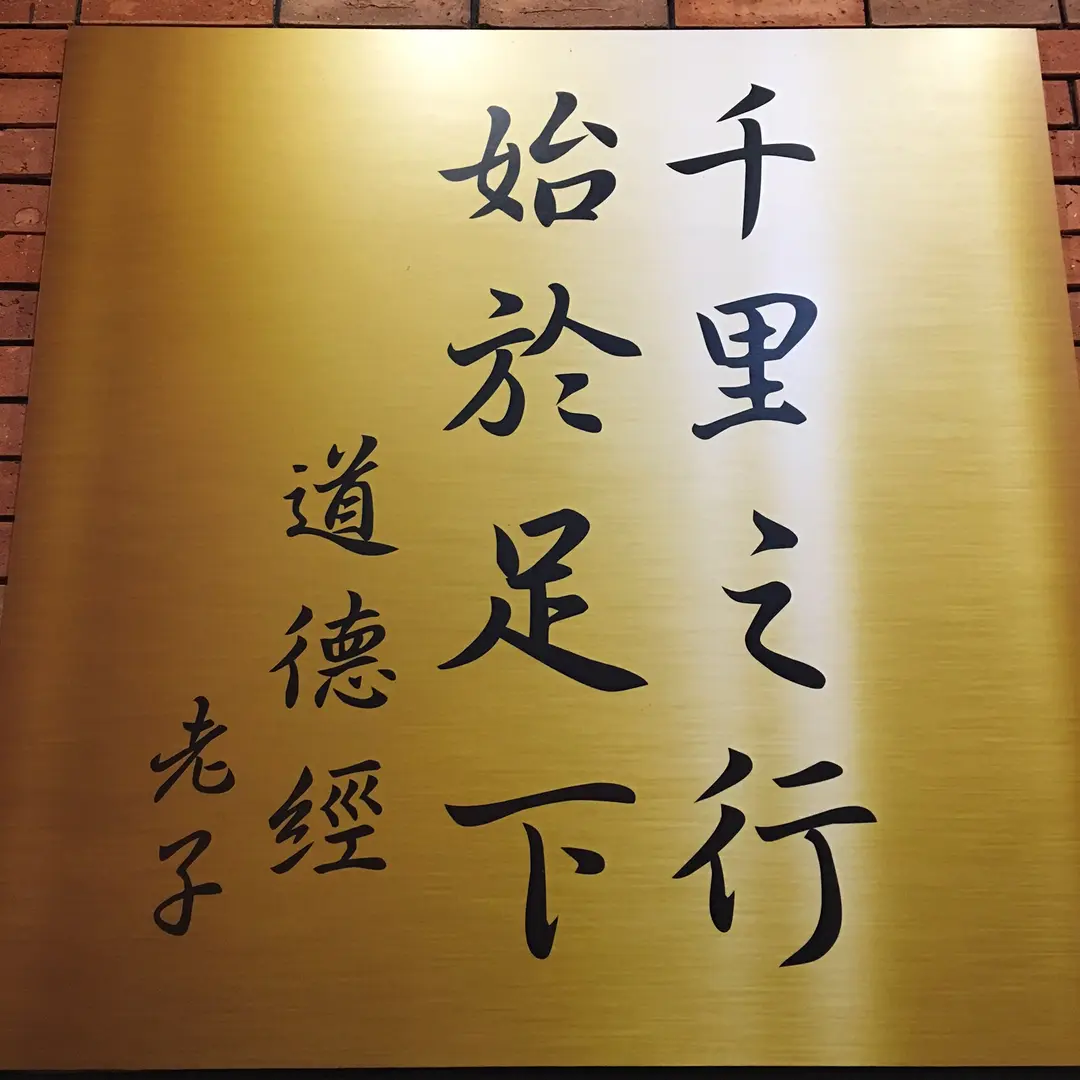 千里之行
始於足下
道德經
老子